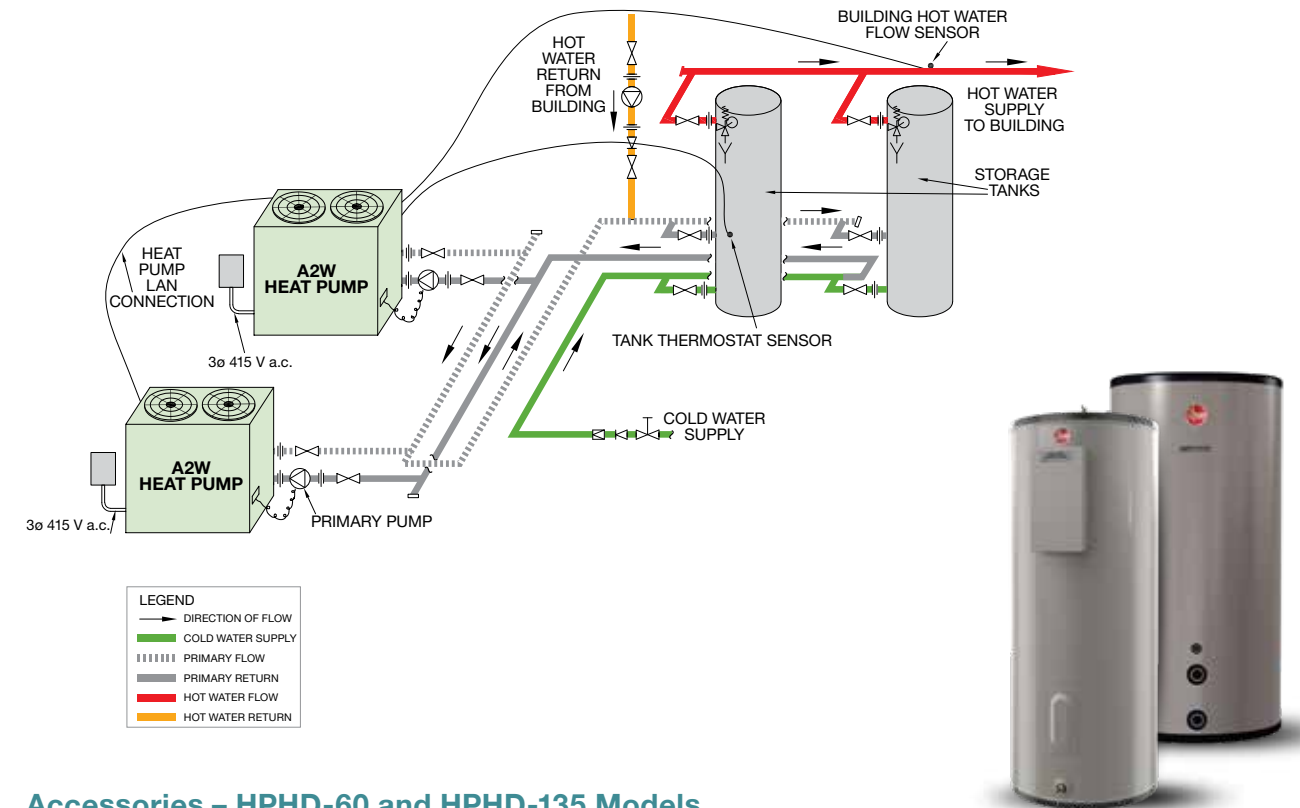 BUILDING HOT WATER
FLOW SENSOR
HOT
WATER
RETURN
FROM
BUILDING
HOT WATER
SUPPLY
TO BUILDING
STORAGE
TANKS
HEAT
PUMP
LAN
CONNECTION
A2W
HEAT PUMP
3ø 415 V a.c.
TANK THERMOSTAT SENSOR
COLD WATER
SUPPLY
A2W
HEAT PUMP
3ø 415 V a.c.
PRIMARY PUMP
LEGEND
DIRECTION OF FLOW
COLD WATER SUPPLY
PRIMARY FLOW
PRIMARY RETURN
HOT WATER FLOW
HOT WATER RETURN
Accessories – HPHD-60 and HPHD-135 Models